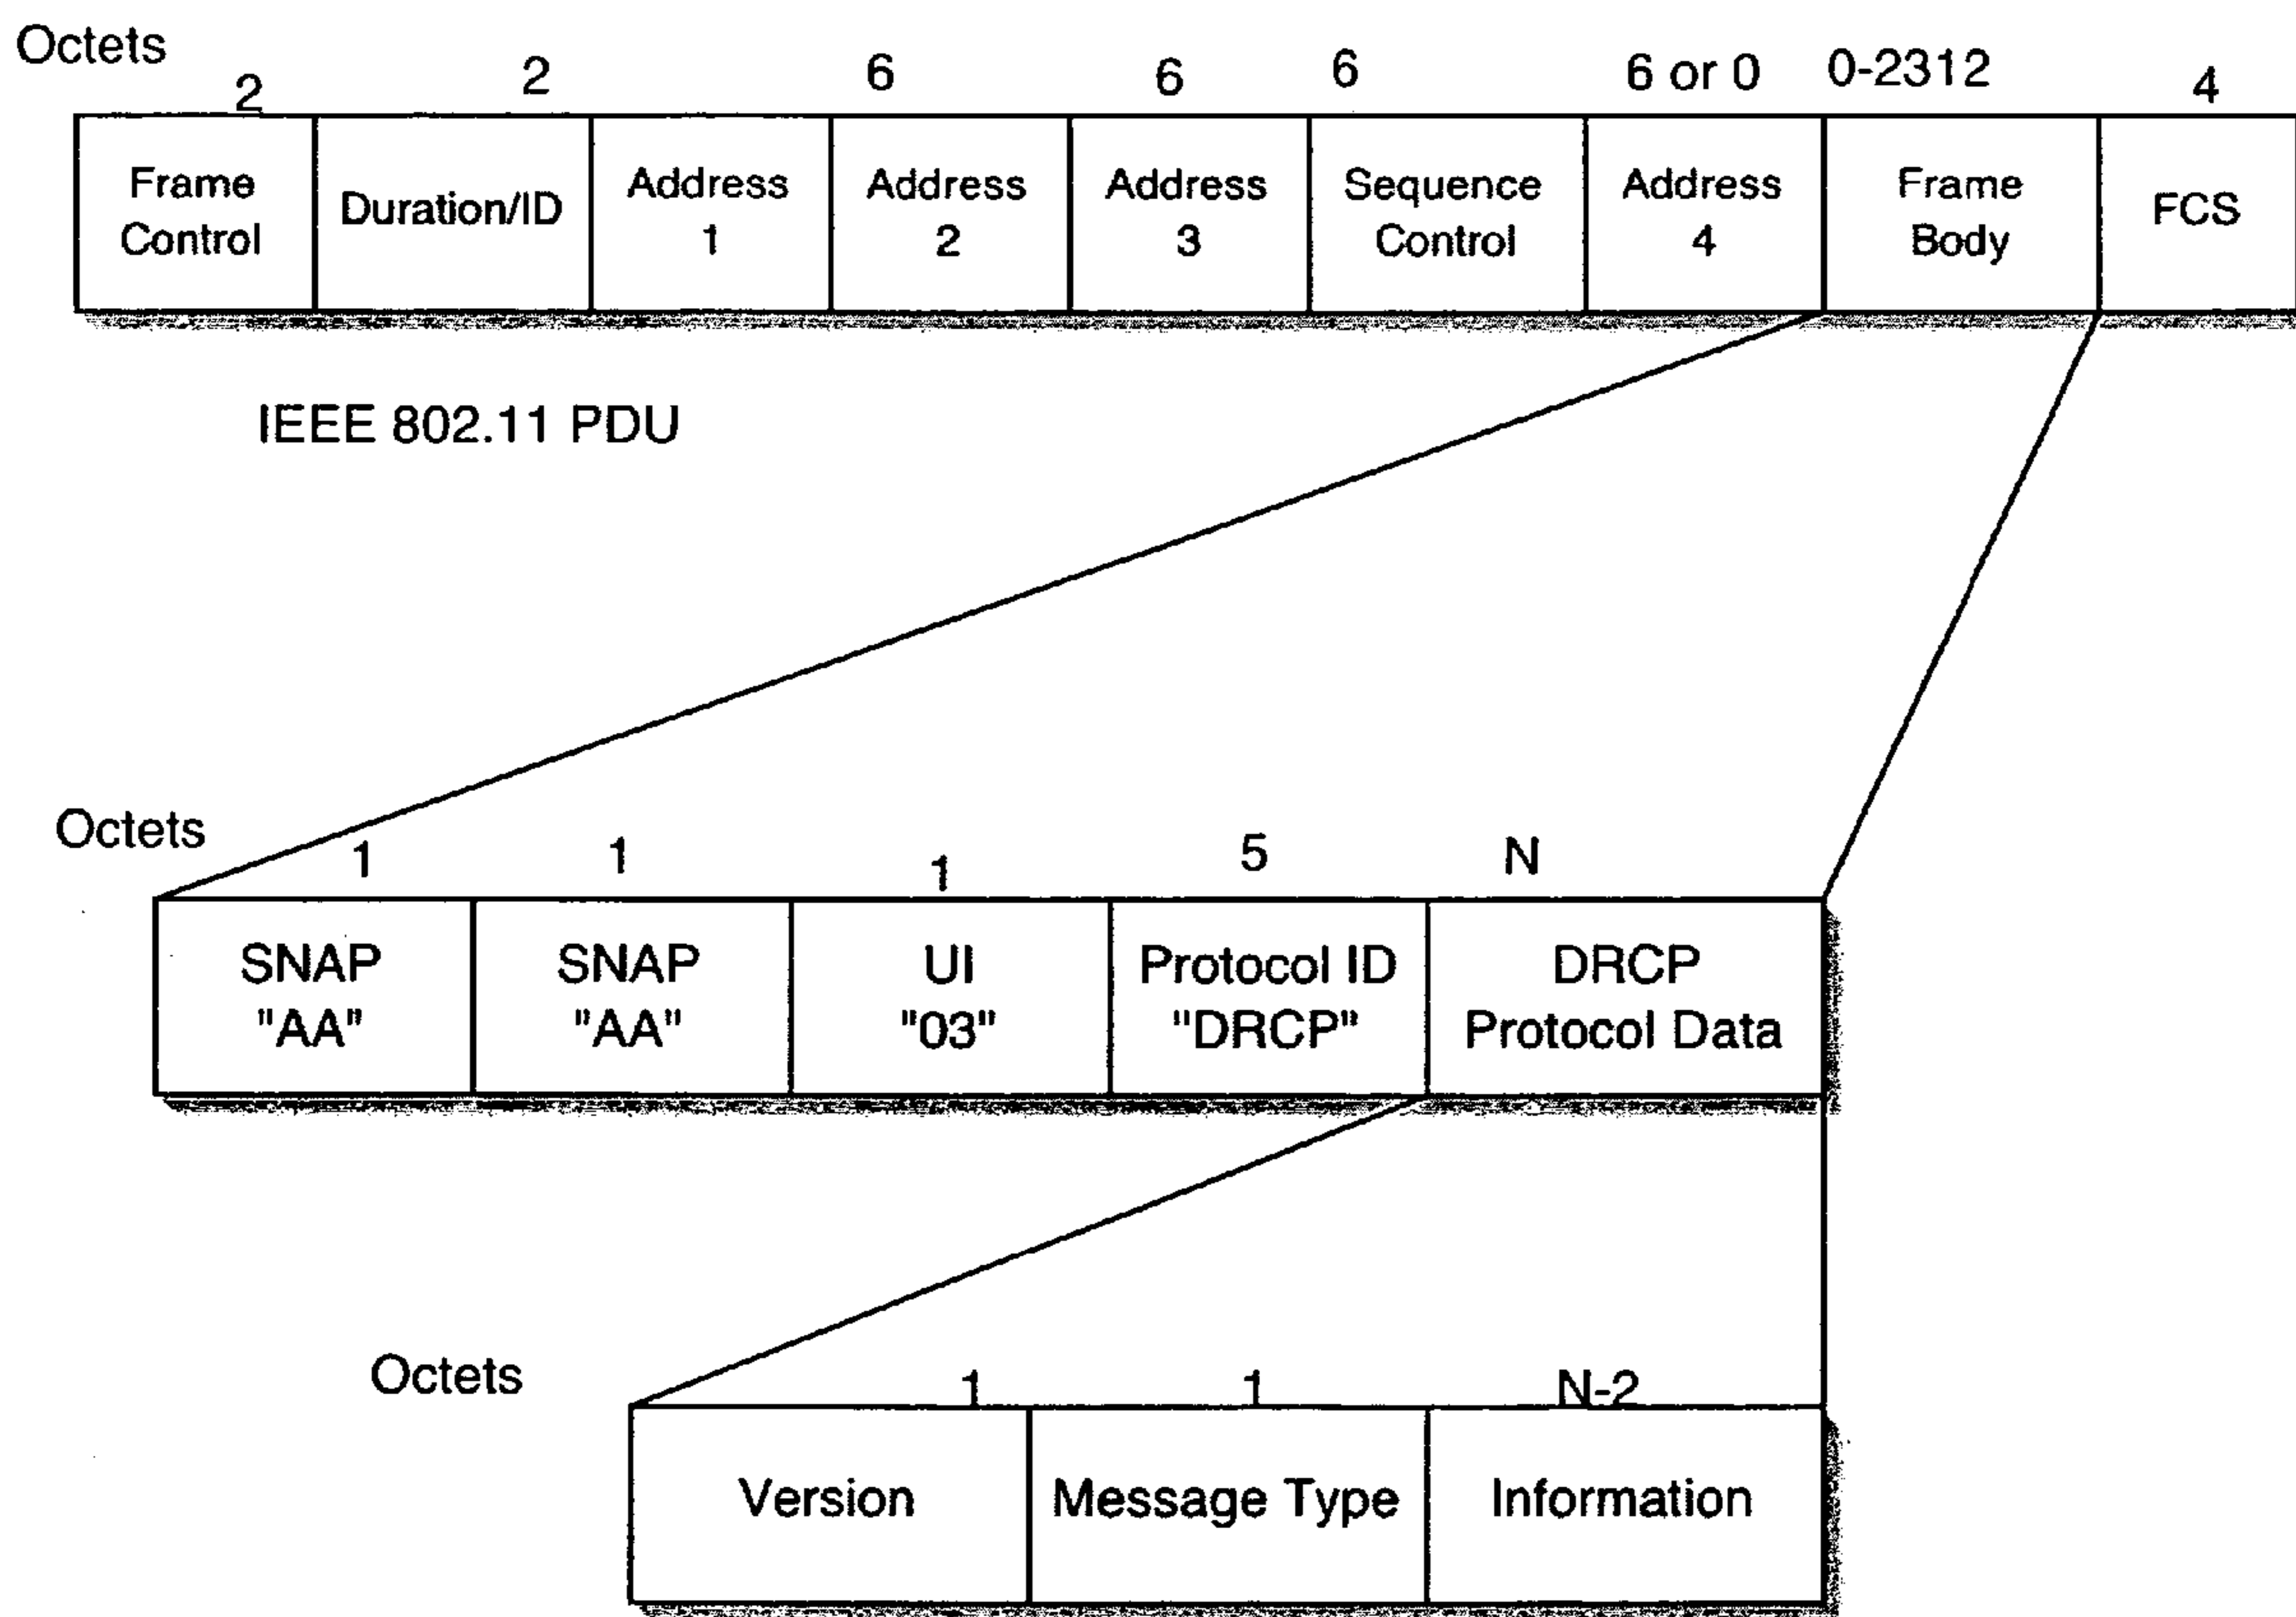 Octets
2 2 6 6 6 6 or 0 0-2312 4
Frame Control
Duration/ID
Address 1
Address 2
Address 3
Sequence Control
Address 4
Frame Body
FCS
IEEE 802.11 PDU
Octets
1 1 1 5 N
SNAP "AA"
SNAP "AA"
UI "03"
Protocol ID "DRCP"
DRCP Protocol Data
Octets
1 1 N-2
Version
Message Type
Information